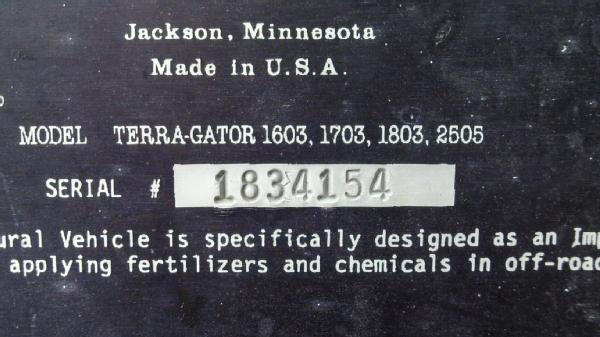 Jackson, Minnesota
Made in U.S.A.
MODEL TERRA-GATOR 1603, 1703, 1803, 2505
SERIAL # 1834154
ural Vehicle is specifically designed as an Imp
applying fertilizers and chemicals in off-road